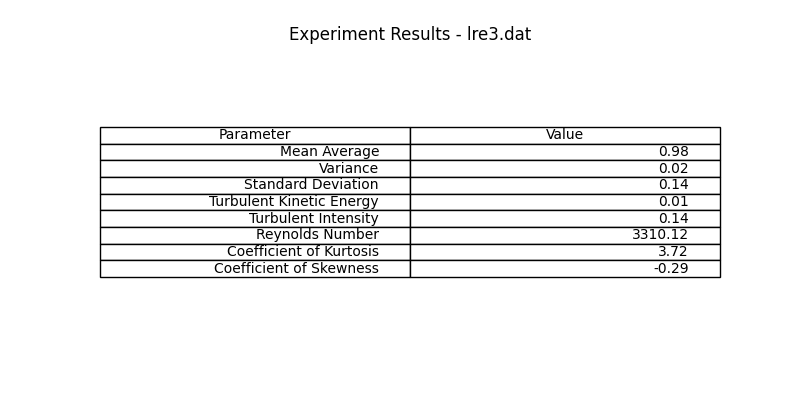 Experiment Results - lre3.dat
Parameter Value
Mean Average 0.98
Variance 0.02
Standard Deviation 0.14
Turbulent Kinetic Energy 0.01
Turbulent Intensity 0.14
Reynolds Number 3310.12
Coefficient of Kurtosis 3.72
Coefficient of Skewness -0.29